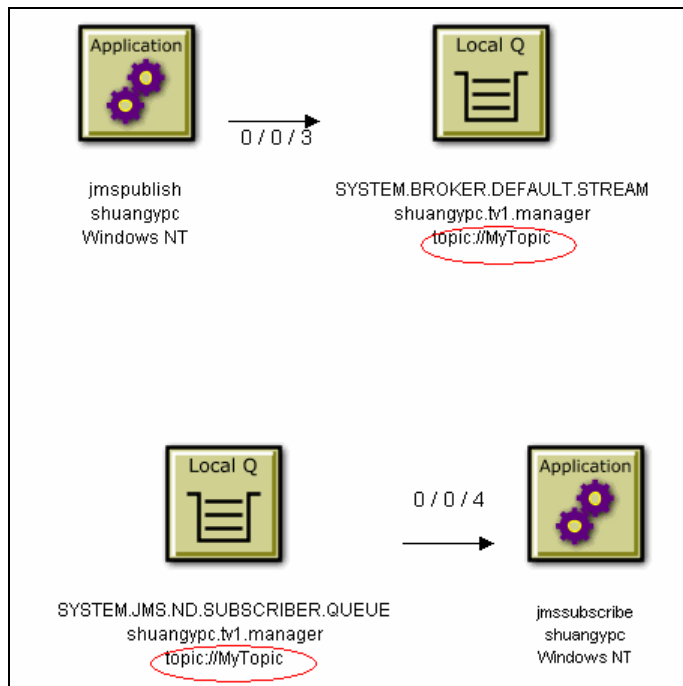 Application
Local Q
0 / 0 / 3
jmspublish
shuangypc
Windows NT
SYSTEM.BROKER.DEFAULT.STREAM
shuangypc.tv1.manager
topic://MyTopic
Local Q
Application
0 / 0 / 4
SYSTEM.JMS.ND.SUBSCRIBER.QUEUE
shuangypc.tv1.manager
topic://MyTopic
jmssubscribe
shuangypc
Windows NT